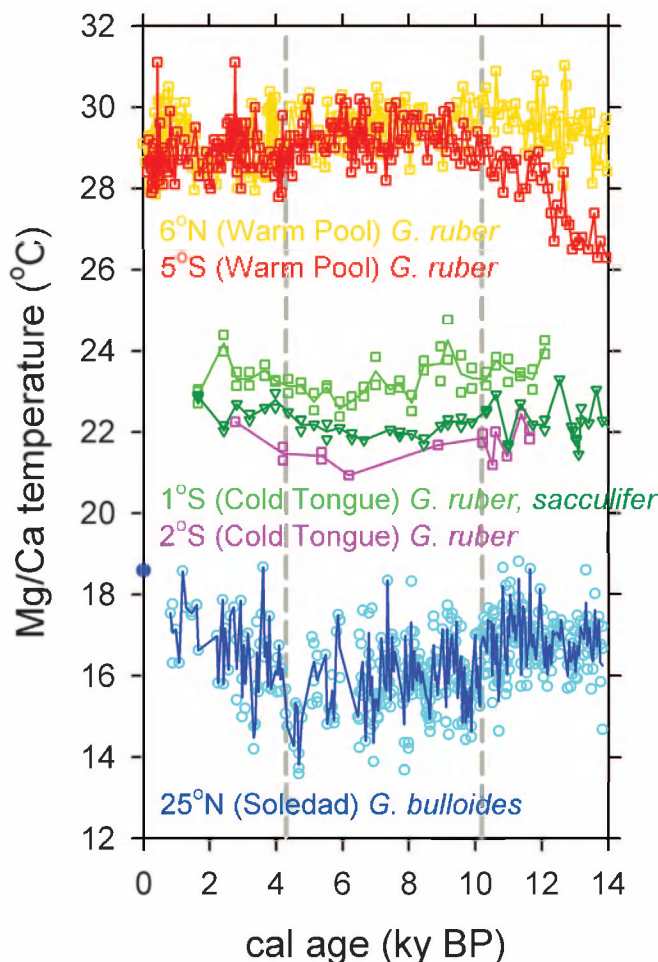 32
30
28
6°N (Warm Pool) G. ruber
26
5°S (Warm Pool) G. ruber
24
22
20
1°S (Cold Tongue) G. ruber, sacculifer
2°S (Cold Tongue) G. ruber
18
16
14
25°N (Soledad) G. bulloides
12
Mg/Ca temperature (°C)
0 2 4 6 8 10 12 14
cal age (ky BP)